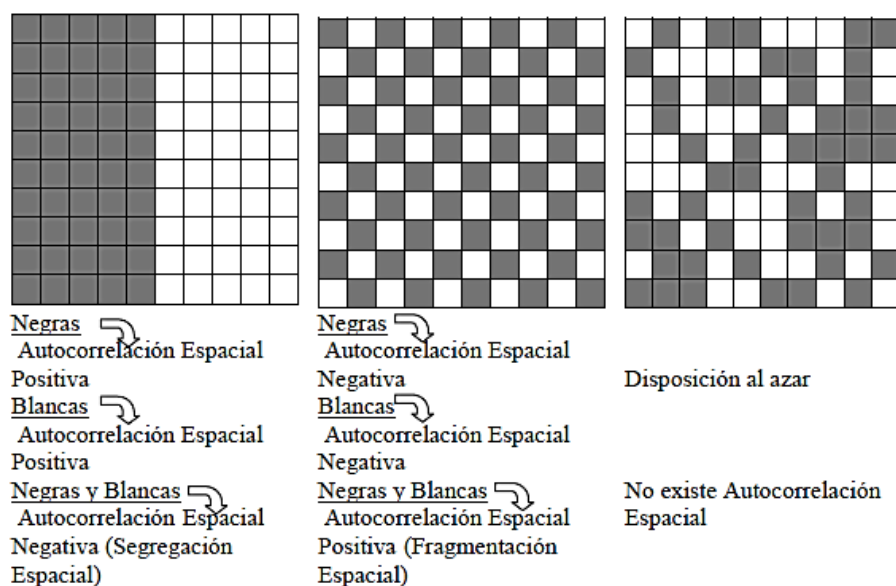 Negras
Autocorrelación Espacial
Positiva
Blancas
Autocorrelación Espacial
Positiva
Negras y Blancas
Autocorrelación Espacial
Negativa (Segregación
Espacial)
Negras
Autocorrelación Espacial
Negativa
Blancas
Autocorrelación Espacial
Negativa
Negras y Blancas
Autocorrelación Espacial
Positiva (Fragmentación
Espacial)
Disposición al azar
No existe Autocorrelación
Espacial